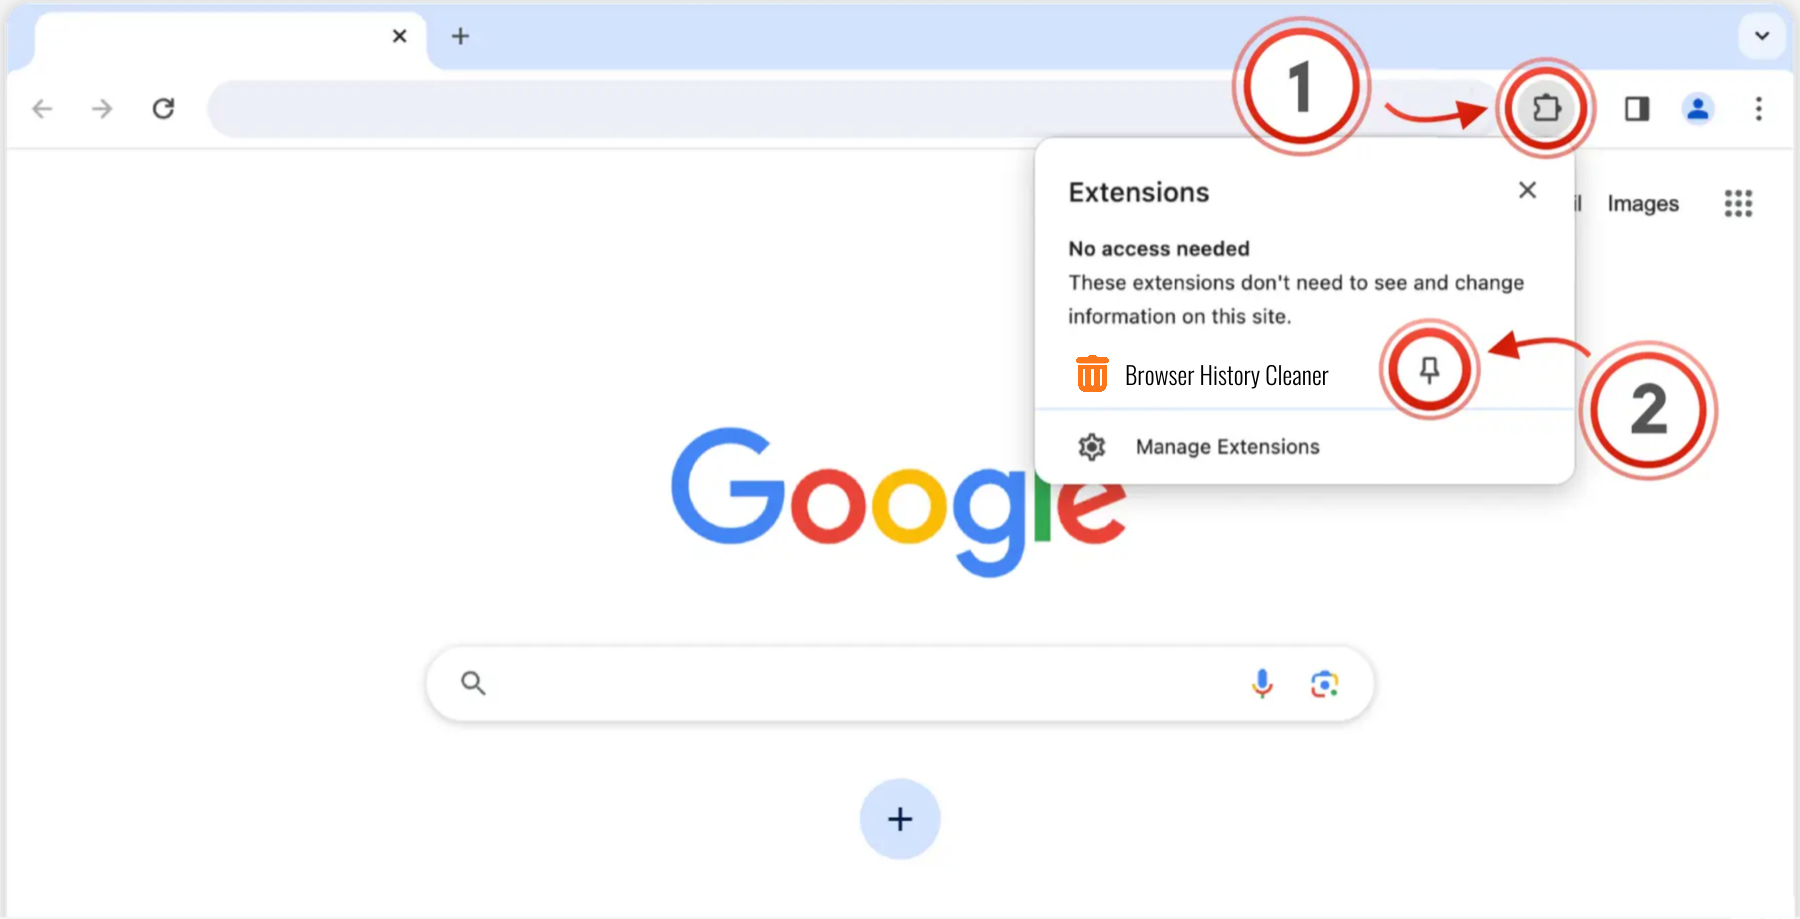 1
Images
Extensions
No access needed
These extensions don't need to see and change
information on this site.
Browser History Cleaner
2
Manage Extensions
Google